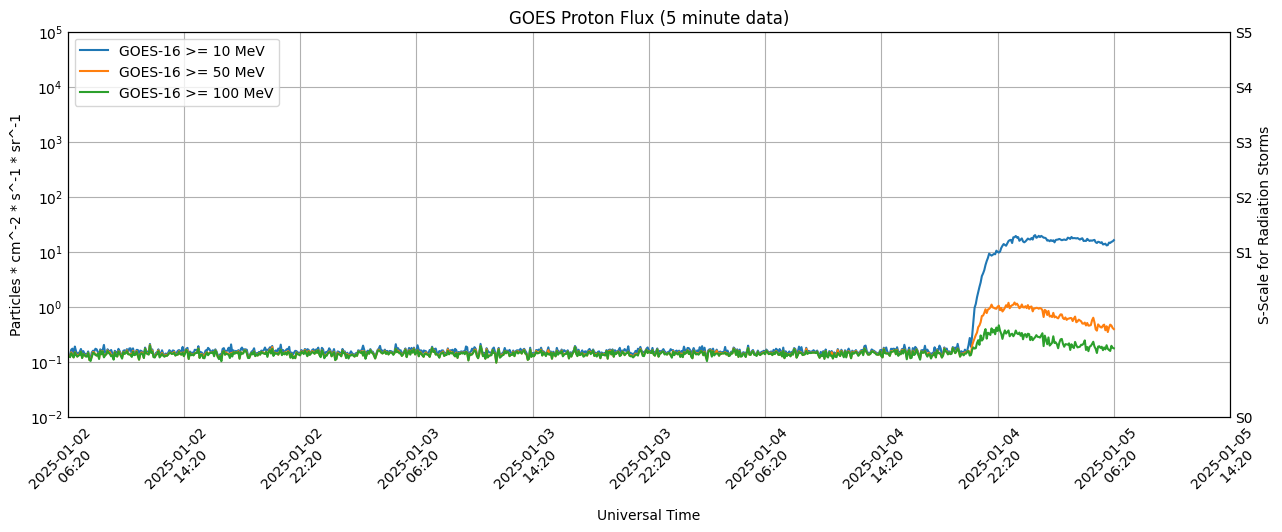 GOES Proton Flux (5 minute data)
GOES-16 >= 10 MeV
GOES-16 >= 50 MeV
GOES-16 >= 100 MeV
10^5
10^4
10^3
10^2
10^1
10^0
10^-1
10^-2
Particles * cm^-2 * s^-1 * sr^-1
S5
S4
S3
S2
S1
S0
S-Scale for Radiation Storms
2025-01-02
06:20
2025-01-02
14:20
2025-01-02
22:20
2025-01-03
06:20
2025-01-03
14:20
2025-01-03
22:20
2025-01-04
06:20
2025-01-04
14:20
2025-01-04
22:20
2025-01-05
06:20
2025-01-05
14:20
Universal Time